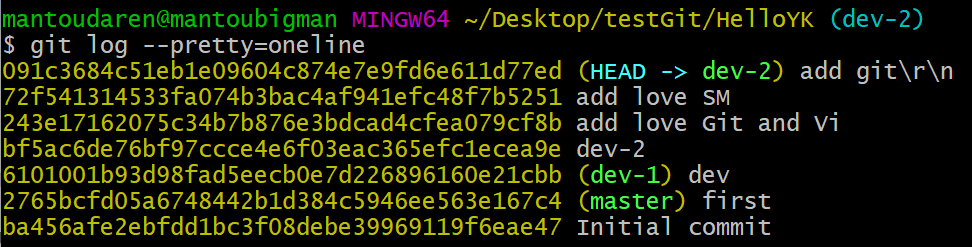 mantoudaren@mantoubigman MINGW64 ~/Desktop/testGit/HelloYK (dev-2)
$ git log --pretty=oneline
091c3684c51eb1e09604c874e7e9fd6e611d77ed (HEAD -> dev-2) add git\r\n
72f541314533fa074b3bac4af941efc48f7b5251 add love SM
243e17162075c34b7b876e3bdcad4cfea079cf8b add love Git and Vi
bf5ac6de76bf97ccce4e6f03eac365efc1ecea9e dev-2
6101001b93d98fad5eecb0e7d226896160e21cbb (dev-1) dev
2765bcfd05a6748442b1d384c5946ee563e167c4 (master) first
ba456afe2ebfdd1bc3f08debe39969119f6eae47 Initial commit